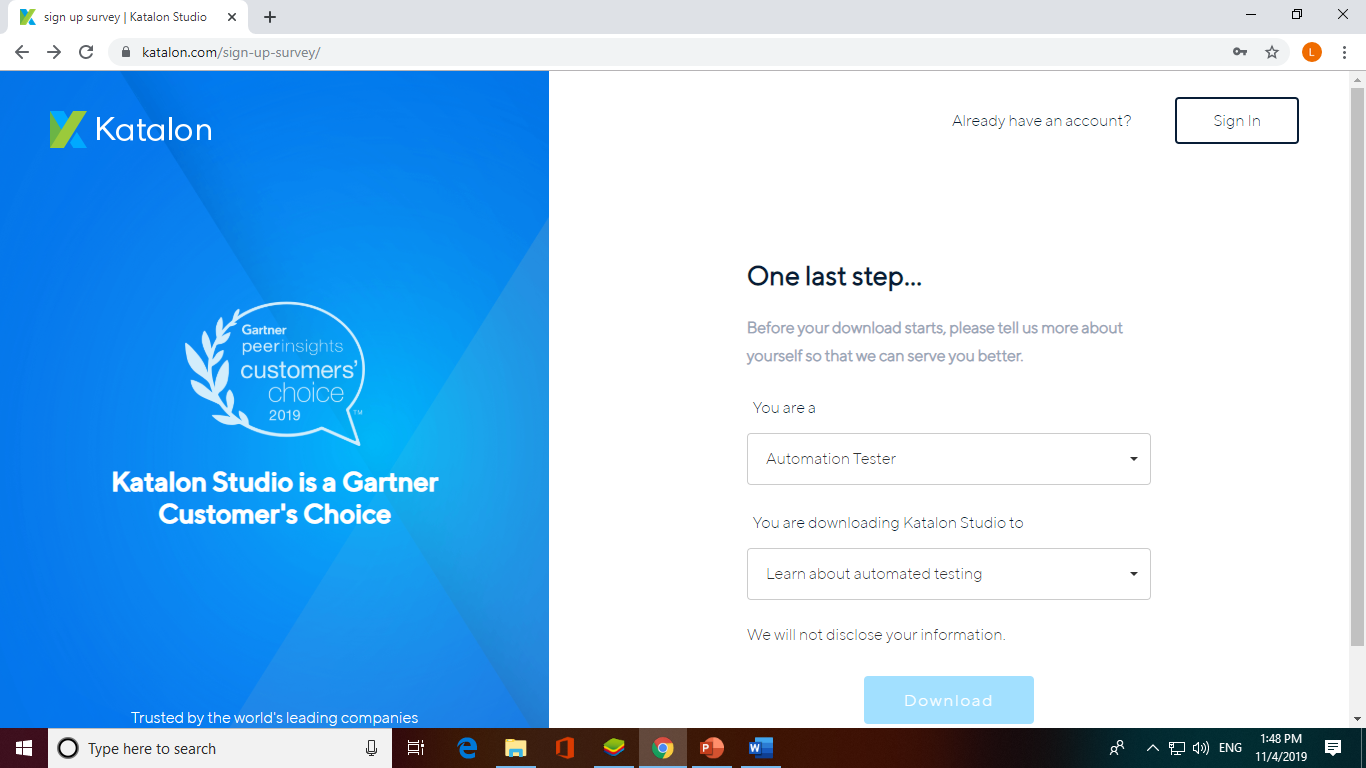 sign up survey | Katalon Studio
katalon.com/sign-up-survey/
L
Katalon
Already have an account?
Sign In
Gartner
peerinsights
customers'
choice
2019
TM
Katalon Studio is a Gartner
Customer's Choice
Trusted by the world's leading companies
One last step...
Before your download starts, please tell us more about
yourself so that we can serve you better.
You are a
Automation Tester
You are downloading Katalon Studio to
Learn about automated testing
We will not disclose your information.
Download
Type here to search
ENG
1:48 PM
11/4/2019